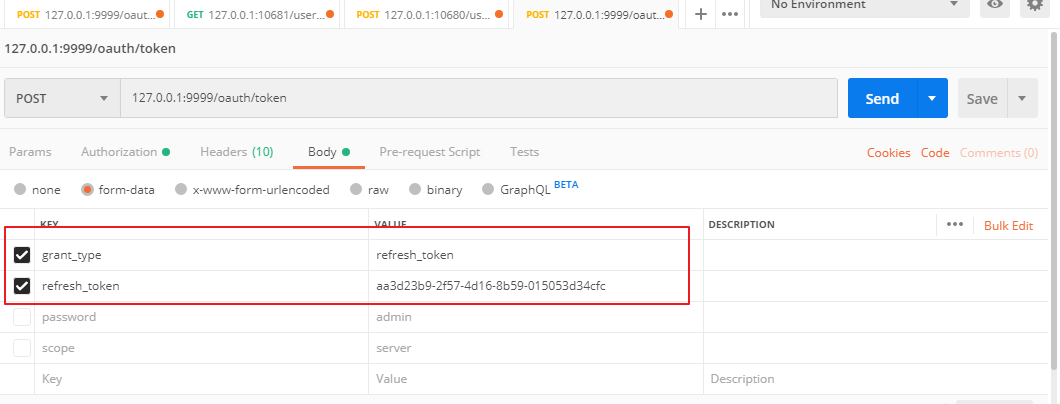 POST 127.0.0.1:9999/oaut... GET 127.0.0.1:10681/user... POST 127.0.0.1:10680/us... POST 127.0.0.1:9999/oaut... + ••• No Environment
127.0.0.1:9999/oauth/token
POST 127.0.0.1:9999/oauth/token Send Save
Params Authorization Headers (10) Body Pre-request Script Tests Cookies Code Comments (0)
none form-data x-www-form-urlencoded raw binary GraphQL BETA
KEY VALUE DESCRIPTION ••• Bulk Edit
grant_type refresh_token
refresh_token aa3d23b9-2f57-4d16-8b59-015053d34cfc
password admin
scope server
Key Value Description